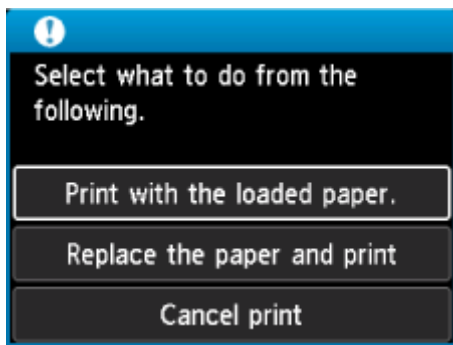 Select what to do from the
following.
Print with the loaded paper.
Replace the paper and print
Cancel print